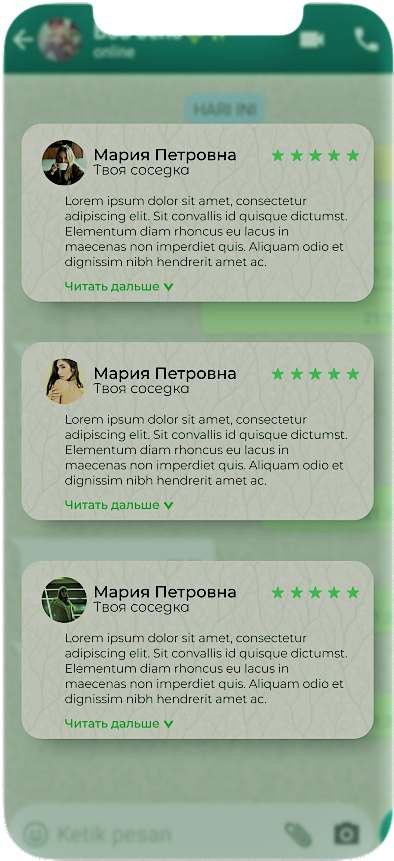 online
HARI INI
Мария Петровна
Твоя соседка
Lorem ipsum dolor sit amet, consectetur
adipiscing elit. Sit convallis id quisque dictumst.
Elementum diam rhoncus eu lacus in
maecenas non imperdiet quis. Aliquam odio et
dignissim nibh hendrerit amet ac.
Читать дальше
Мария Петровна
Твоя соседка
Lorem ipsum dolor sit amet, consectetur
adipiscing elit. Sit convallis id quisque dictumst.
Elementum diam rhoncus eu lacus in
maecenas non imperdiet quis. Aliquam odio et
dignissim nibh hendrerit amet ac.
Читать дальше
Мария Петровна
Твоя соседка
Lorem ipsum dolor sit amet, consectetur
adipiscing elit. Sit convallis id quisque dictumst.
Elementum diam rhoncus eu lacus in
maecenas non imperdiet quis. Aliquam odio et
dignissim nibh hendrerit amet ac.
Читать дальше
Ketik pesan